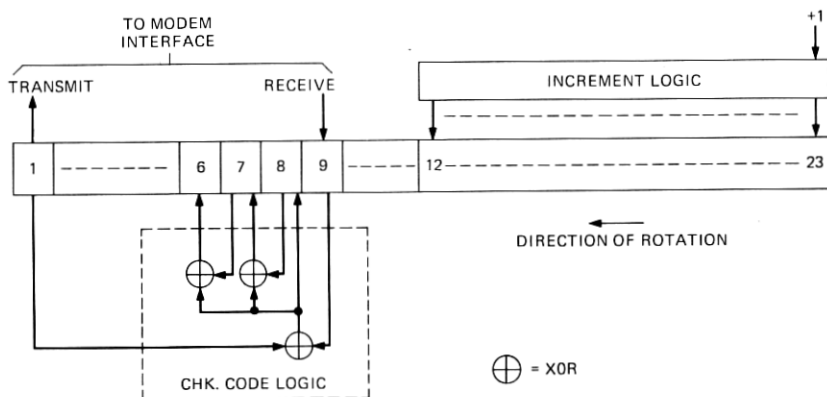 TO MODEM
INTERFACE
+1
TRANSMIT
RECEIVE
INCREMENT LOGIC
1 6 7 8 9 12 23
DIRECTION OF ROTATION
CHK. CODE LOGIC
= XOR